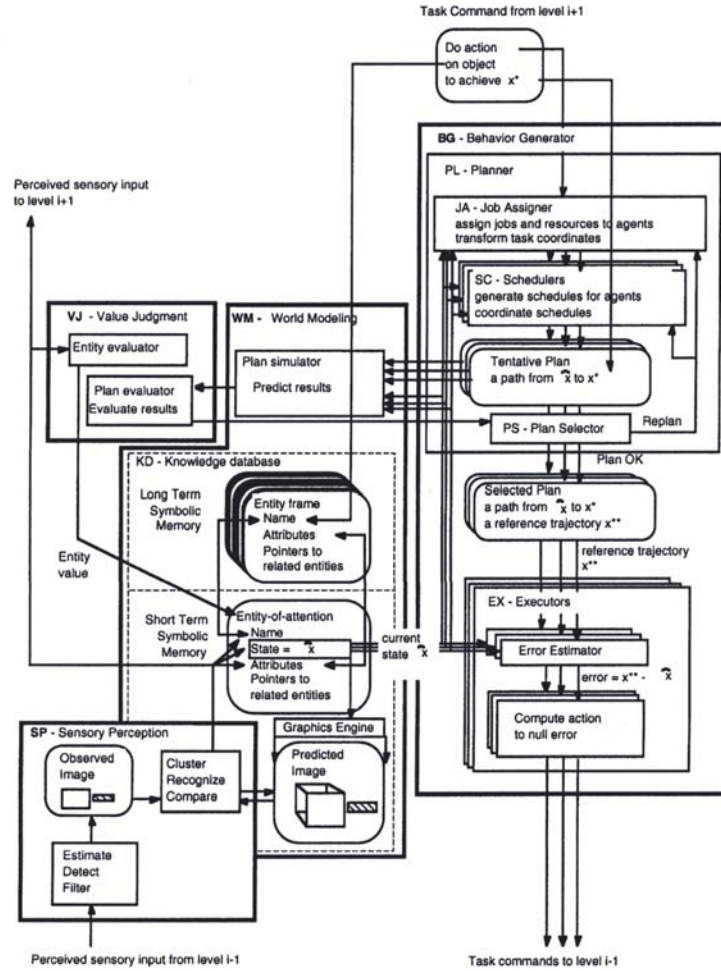 Task Command from level i+1
Do action
on object
to achieve x*
BG - Behavior Generator
PL - Planner
Perceived sensory input
to level i+1
JA - Job Assigner
assign jobs and resources to agents
transform task coordinates
SC - Schedulers
generate schedules for agents
coordinate schedules
VJ - Value Judgment
WM - World Modeling
Entity evaluator
Plan simulator
Predict results
Tentative Plan
a path from x̂ to x*
Plan evaluator
Evaluate results
PS - Plan Selector
Replan
Plan OK
KD - Knowledge database
Long Term
Symbolic
Memory
Entity frame
Name
Attributes
Pointers to
related entities
Selected Plan
a path from x̂ to x*
a reference trajectory x**
Entity
value
reference trajectory
x**
EX - Executors
Short Term
Symbolic
Memory
Entity-of-attention
Name
State = x̂
Attributes
Pointers to
related entities
current
state x̂
Error Estimator
error = x** - x̂
Compute action
to null error
SP - Sensory Perception
Graphics Engine
Observed
Image
Cluster
Recognize
Compare
Predicted
Image
Estimate
Detect
Filter
Perceived sensory input from level i-1
Task commands to level i-1